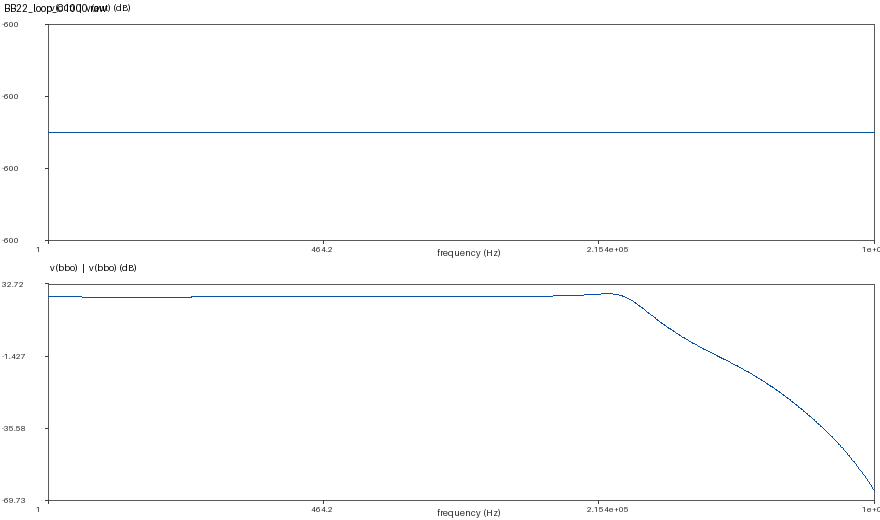 -600
-600
-600
-600
1
464.2
2.154e+05
frequency (Hz)
v(bbo) | v(bbo) (dB)
32.72
-1.427
-35.58
-69.73
1
464.2
2.154e+05
frequency (Hz)